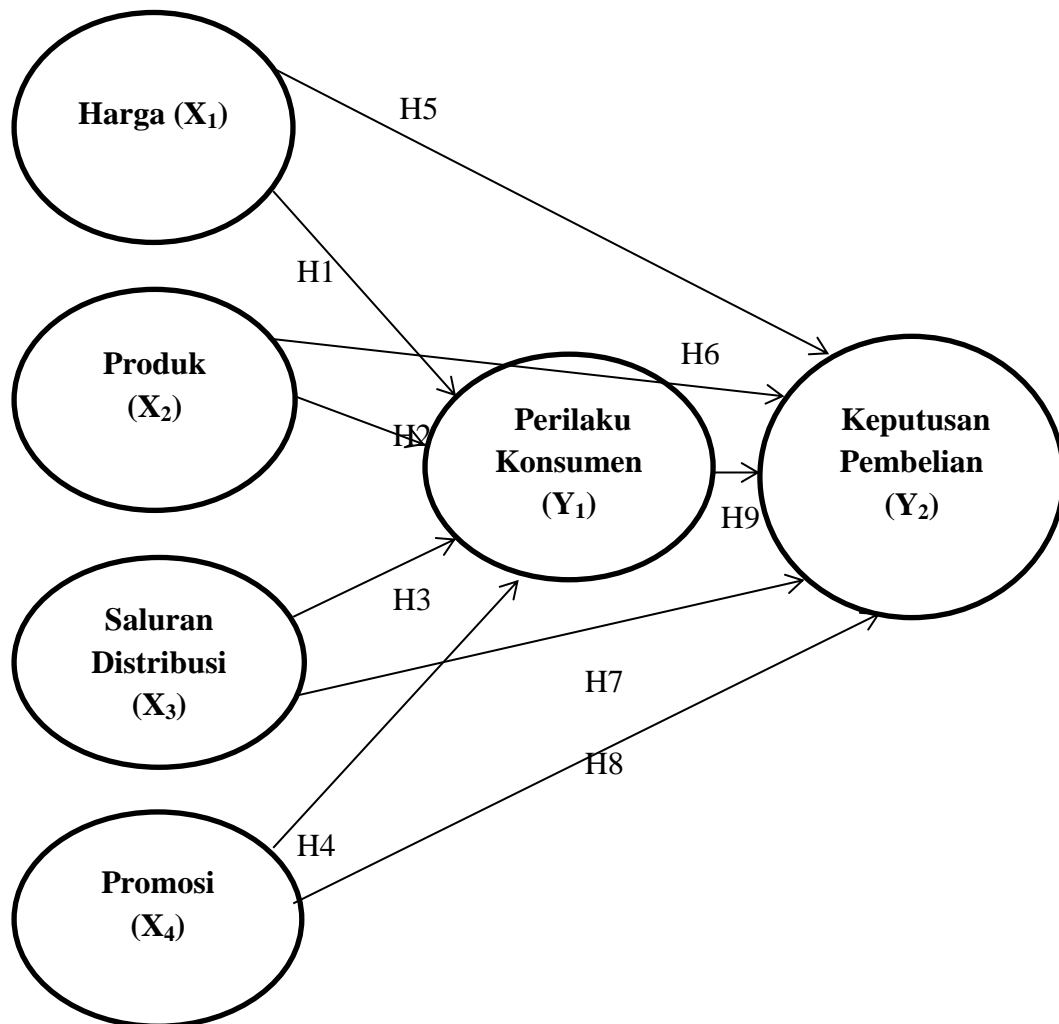 Harga (X₁)
H5
H1
Produk
(X₂)
H6
H2
Perilaku
Konsumen
(Y₁)
Keputusan
Pembelian
(Y₂)
H9
Saluran
Distribusi
(X₃)
H3
H7
H8
H4
Promosi
(X₄)